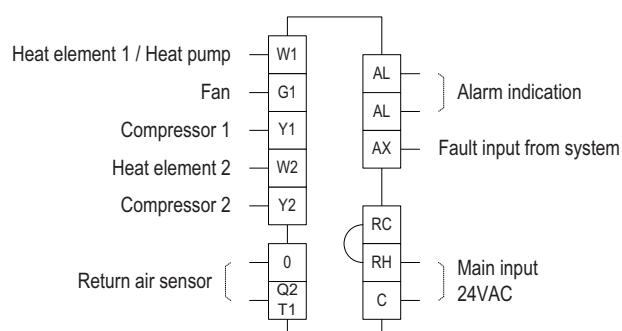 Heat element 1 / Heat pump W1
Fan G1
Compressor 1 Y1
Heat element 2 W2
Compressor 2 Y2
Return air sensor
0
Q2
T1
AL
AL
Alarm indication
AX Fault input from system
RC
RH
C
Main input
24VAC